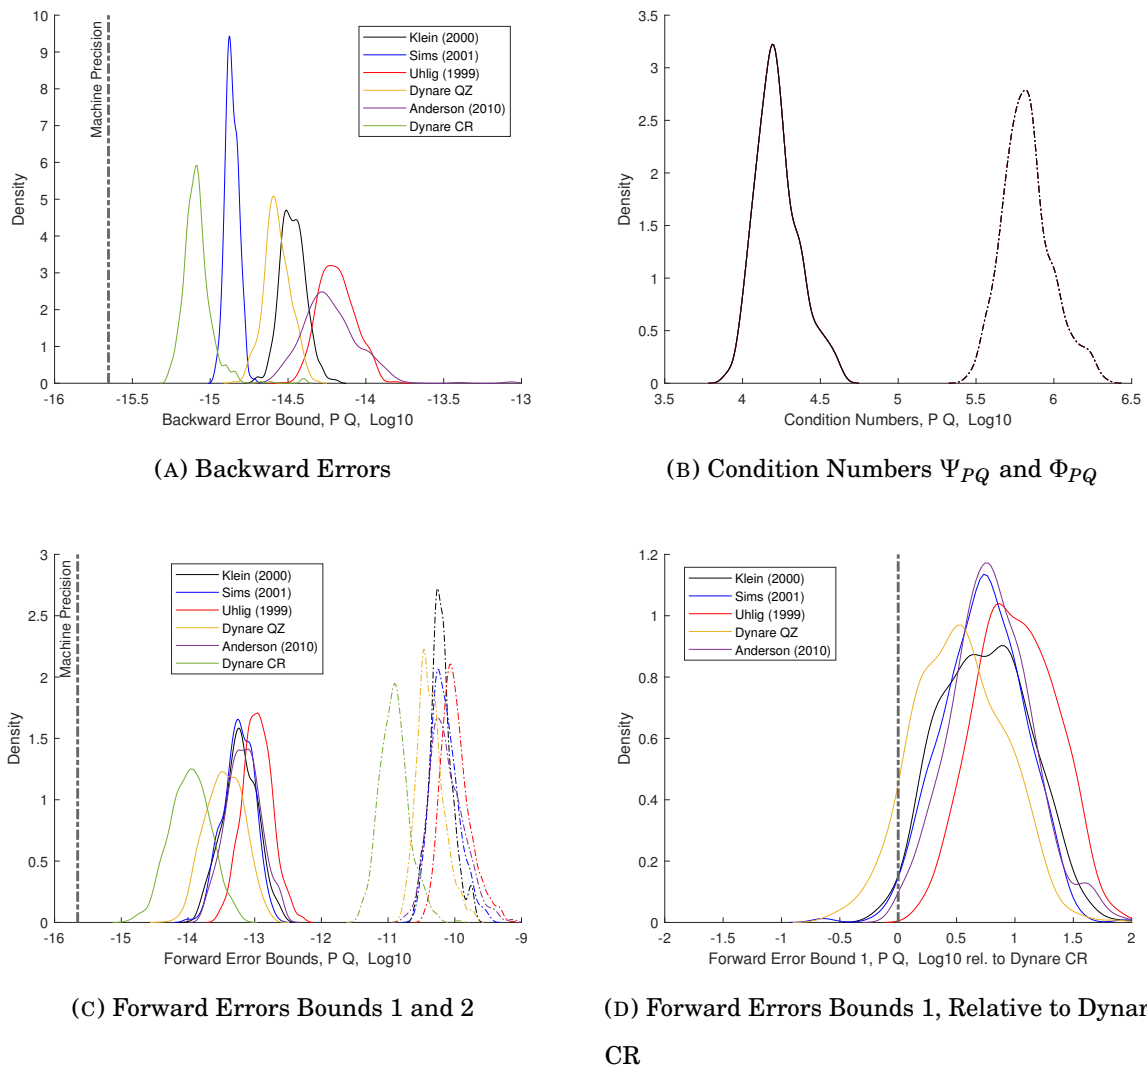 10
9
8
7
6
5
4
3
2
1
0
Density
Machine Precision
Klein (2000)
Sims (2001)
Uhlig (1999)
Dynare QZ
Anderson (2010)
Dynare CR
-16 -15.5 -15 -14.5 -14 -13.5 -13
Backward Error Bound, P Q, Log10
(A) Backward Errors
3.5
3
2.5
2
1.5
1
0.5
0
Density
3.5 4 4.5 5 5.5 6 6.5
Condition Numbers, P Q, Log10
(B) Condition Numbers Ψ_PQ and Φ_PQ
3
2.5
2
1.5
1
0.5
0
Density
Machine Precision
Klein (2000)
Sims (2001)
Uhlig (1999)
Dynare QZ
Anderson (2010)
Dynare CR
-16 -15 -14 -13 -12 -11 -10 -9
Forward Error Bounds, P Q, Log10
(C) Forward Errors Bounds 1 and 2
1.2
1
0.8
0.6
0.4
0.2
0
Density
Klein (2000)
Sims (2001)
Uhlig (1999)
Dynare QZ
Anderson (2010)
-2 -1.5 -1 -0.5 0 0.5 1 1.5 2
Forward Error Bound 1, P Q, Log10 rel. to Dynare CR
(D) Forward Errors Bounds 1, Relative to Dynar
CR